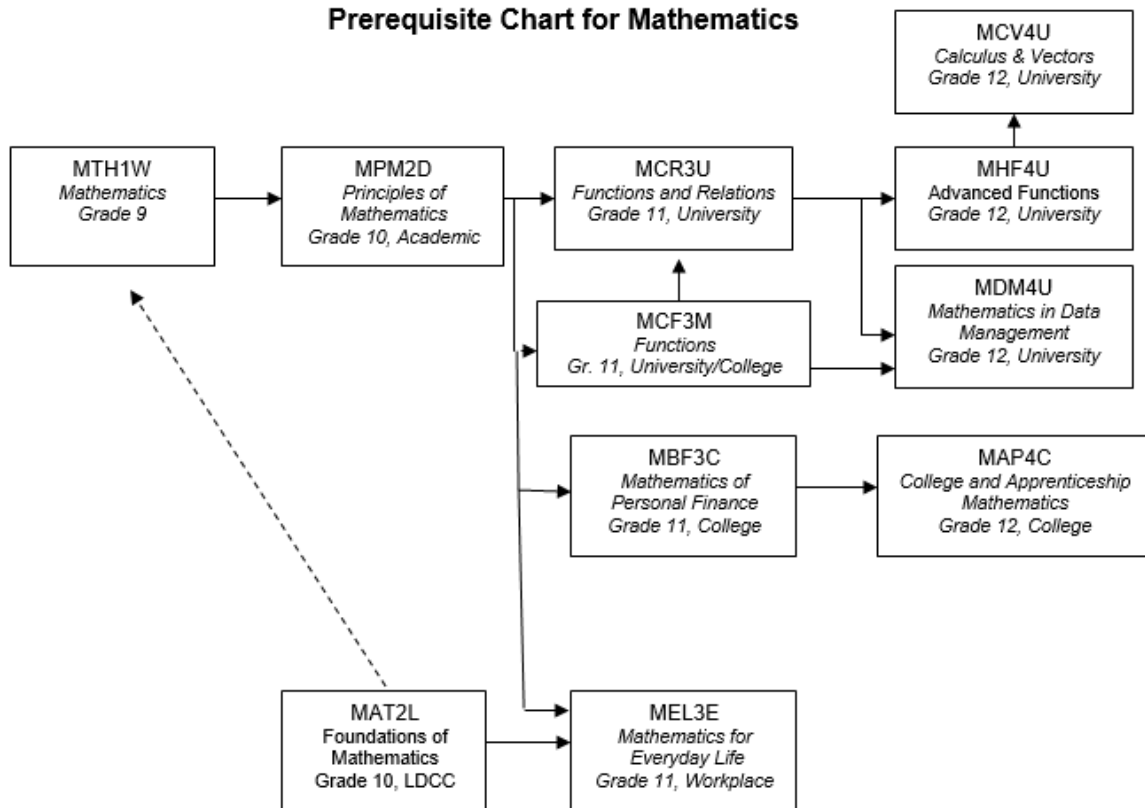 Prerequisite Chart for Mathematics
MCV4U
Calculus & Vectors
Grade 12, University
MTH1W
Mathematics
Grade 9
MPM2D
Principles of
Mathematics
Grade 10, Academic
MCR3U
Functions and Relations
Grade 11, University
MHF4U
Advanced Functions
Grade 12, University
MCF3M
Functions
Gr. 11, University/College
MDM4U
Mathematics in Data
Management
Grade 12, University
MBF3C
Mathematics of
Personal Finance
Grade 11, College
MAP4C
College and Apprenticeship
Mathematics
Grade 12, College
MAT2L
Foundations of
Mathematics
Grade 10, LDCC
MEL3E
Mathematics for
Everyday Life
Grade 11, Workplace